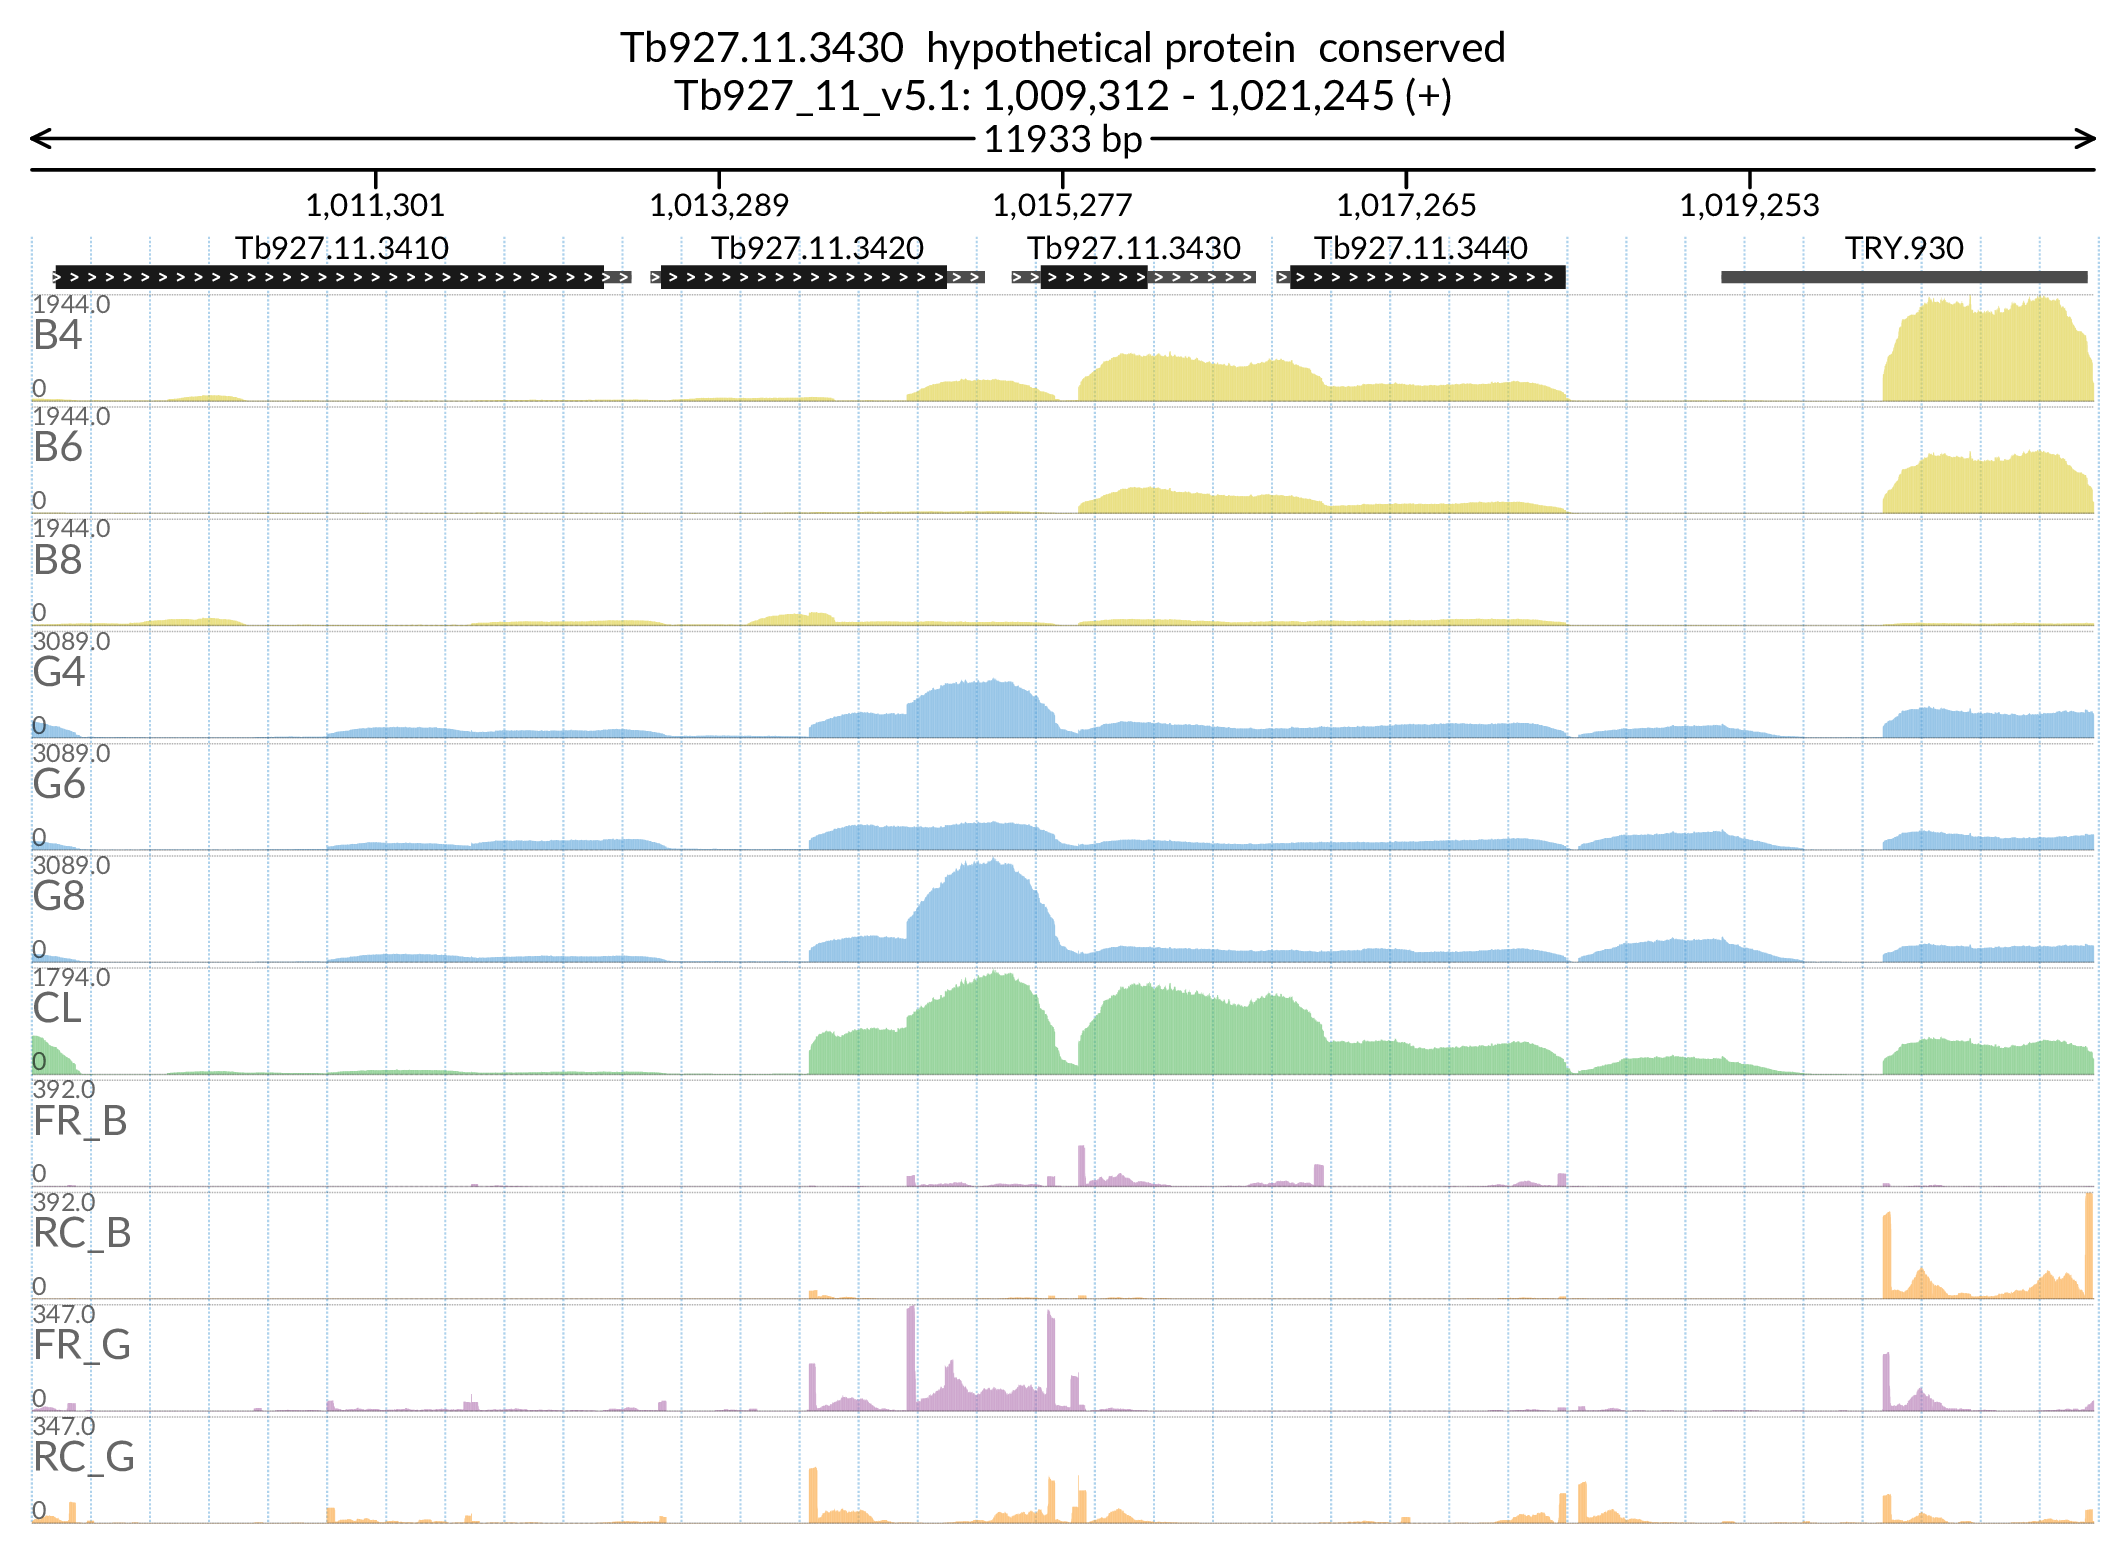 Tb927.11.3430  hypothetical protein  conserved
Tb927_11_v5.1: 1,009,312 - 1,021,245 (+)
11933 bp
1,011,301 1,013,289 1,015,277 1,017,265 1,019,253
Tb927.11.3410 Tb927.11.3420 Tb927.11.3430 Tb927.11.3440 TRY.930
1944.0
B4
0
1944.0
B6
0
1944.0
B8
0
3089.0
G4
0
3089.0
G6
0
3089.0
G8
0
1794.0
CL
0
392.0
FR_B
0
392.0
RC_B
0
347.0
FR_G
0
347.0
RC_G
0